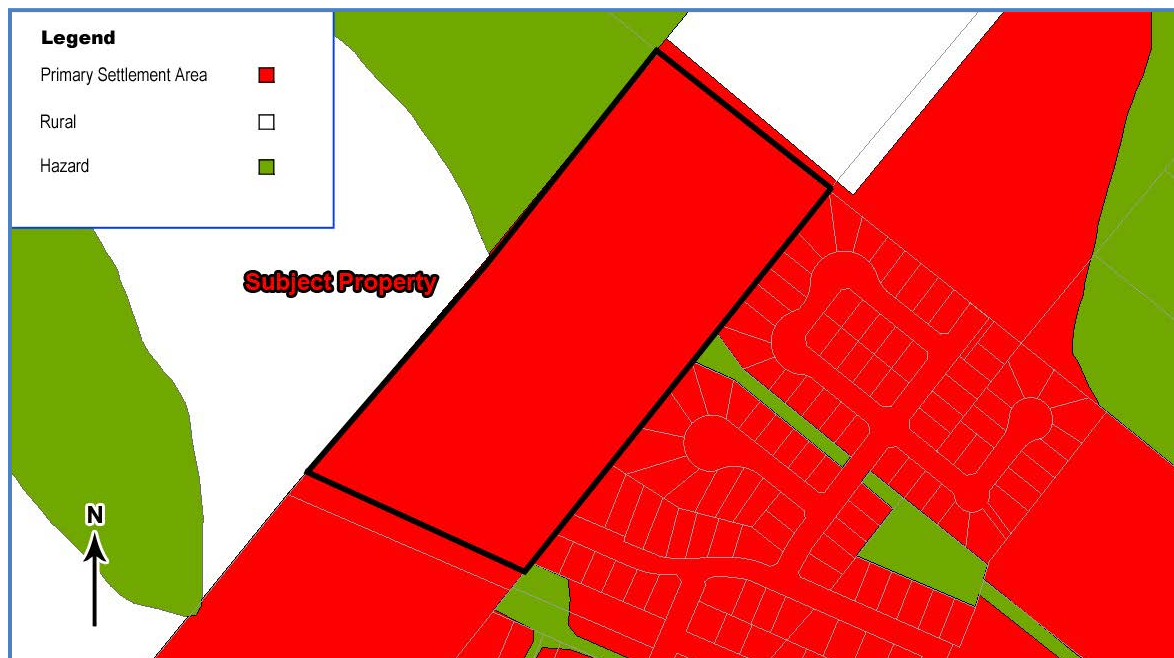 Legend
Primary Settlement Area
Rural
Hazard
Subject Property
N